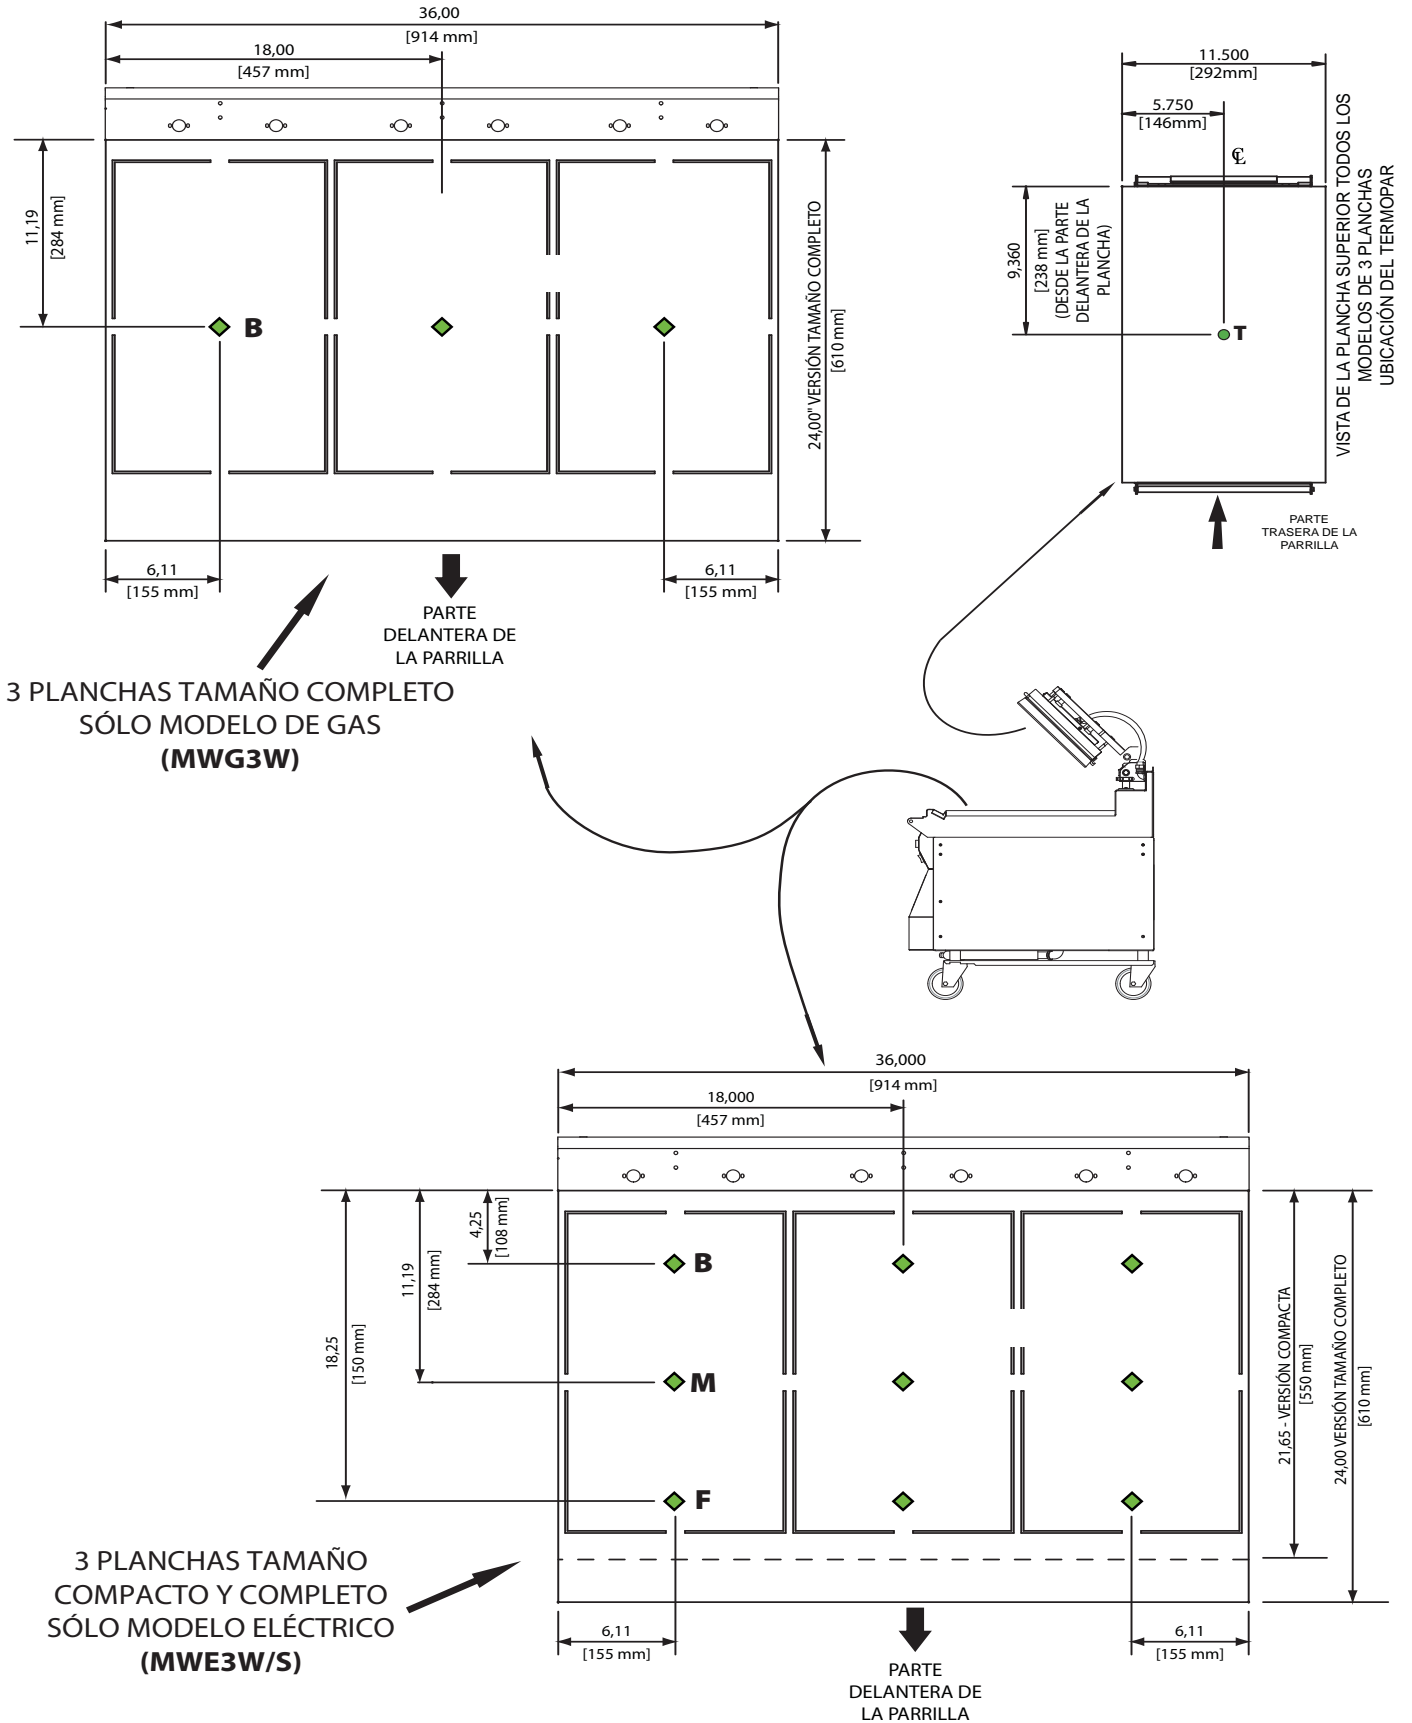 36,00
[914 mm]
18,00
[457 mm]
11,19
[284 mm]
B
24,00" VERSIÓN TAMAÑO COMPLETO
[610 mm]
6,11
[155 mm]
6,11
[155 mm]
PARTE
DELANTERA DE
LA PARRILLA
3 PLANCHAS TAMAÑO COMPLETO
SÓLO MODELO DE GAS
(MWG3W)
11.500
[292mm]
5.750
[146mm]
℄
9,360
[238 mm]
(DESDE LA PARTE
DELANTERA DE LA
PLANCHA)
T
VISTA DE LA PLANCHA SUPERIOR TODOS LOS
MODELOS DE 3 PLANCHAS
UBICACIÓN DEL TERMOPAR
PARTE
TRASERA DE LA
PARRILLA
36,000
[914 mm]
18,000
[457 mm]
4,25
[108 mm]
11,19
[284 mm]
18,25
[150 mm]
B
M
F
21,65 - VERSIÓN COMPACTA
[550 mm]
24,00 VERSIÓN TAMAÑO COMPLETO
[610 mm]
6,11
[155 mm]
6,11
[155 mm]
3 PLANCHAS TAMAÑO
COMPACTO Y COMPLETO
SÓLO MODELO ELÉCTRICO
(MWE3W/S)
PARTE
DELANTERA DE
LA PARRILLA